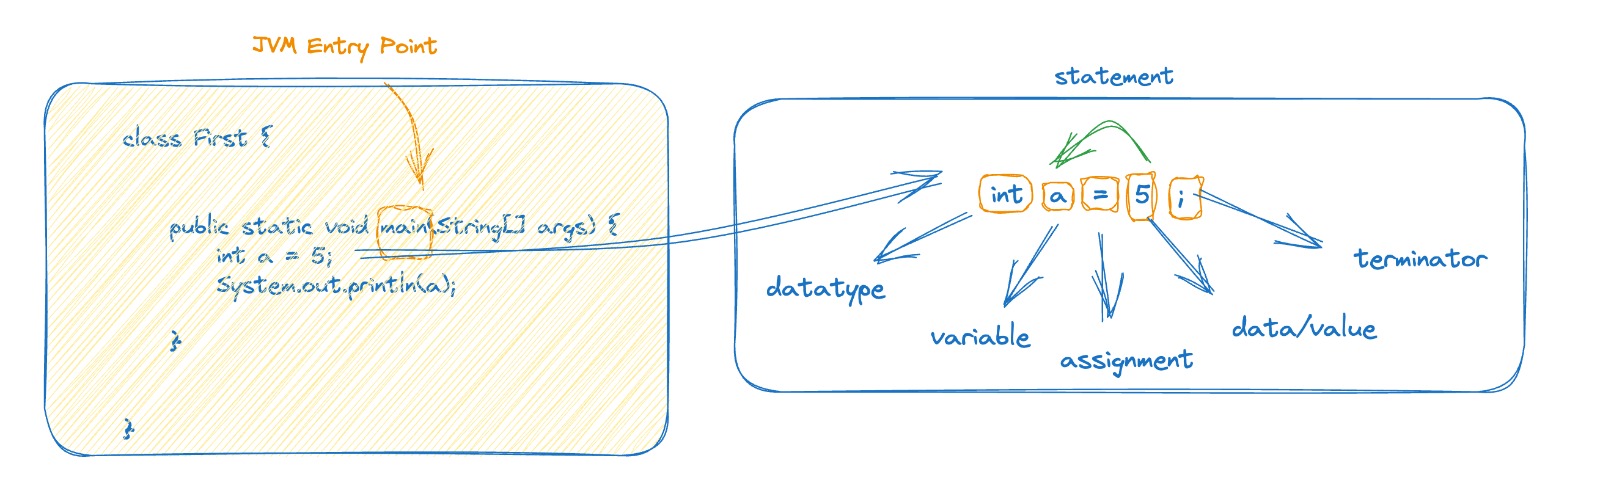 JVM Entry Point
class First {
public static void main(String[] args) {
int a = 5;
System.out.println(a);
}
}
statement
int a = 5 ;
datatype
variable
assignment
data/value
terminator